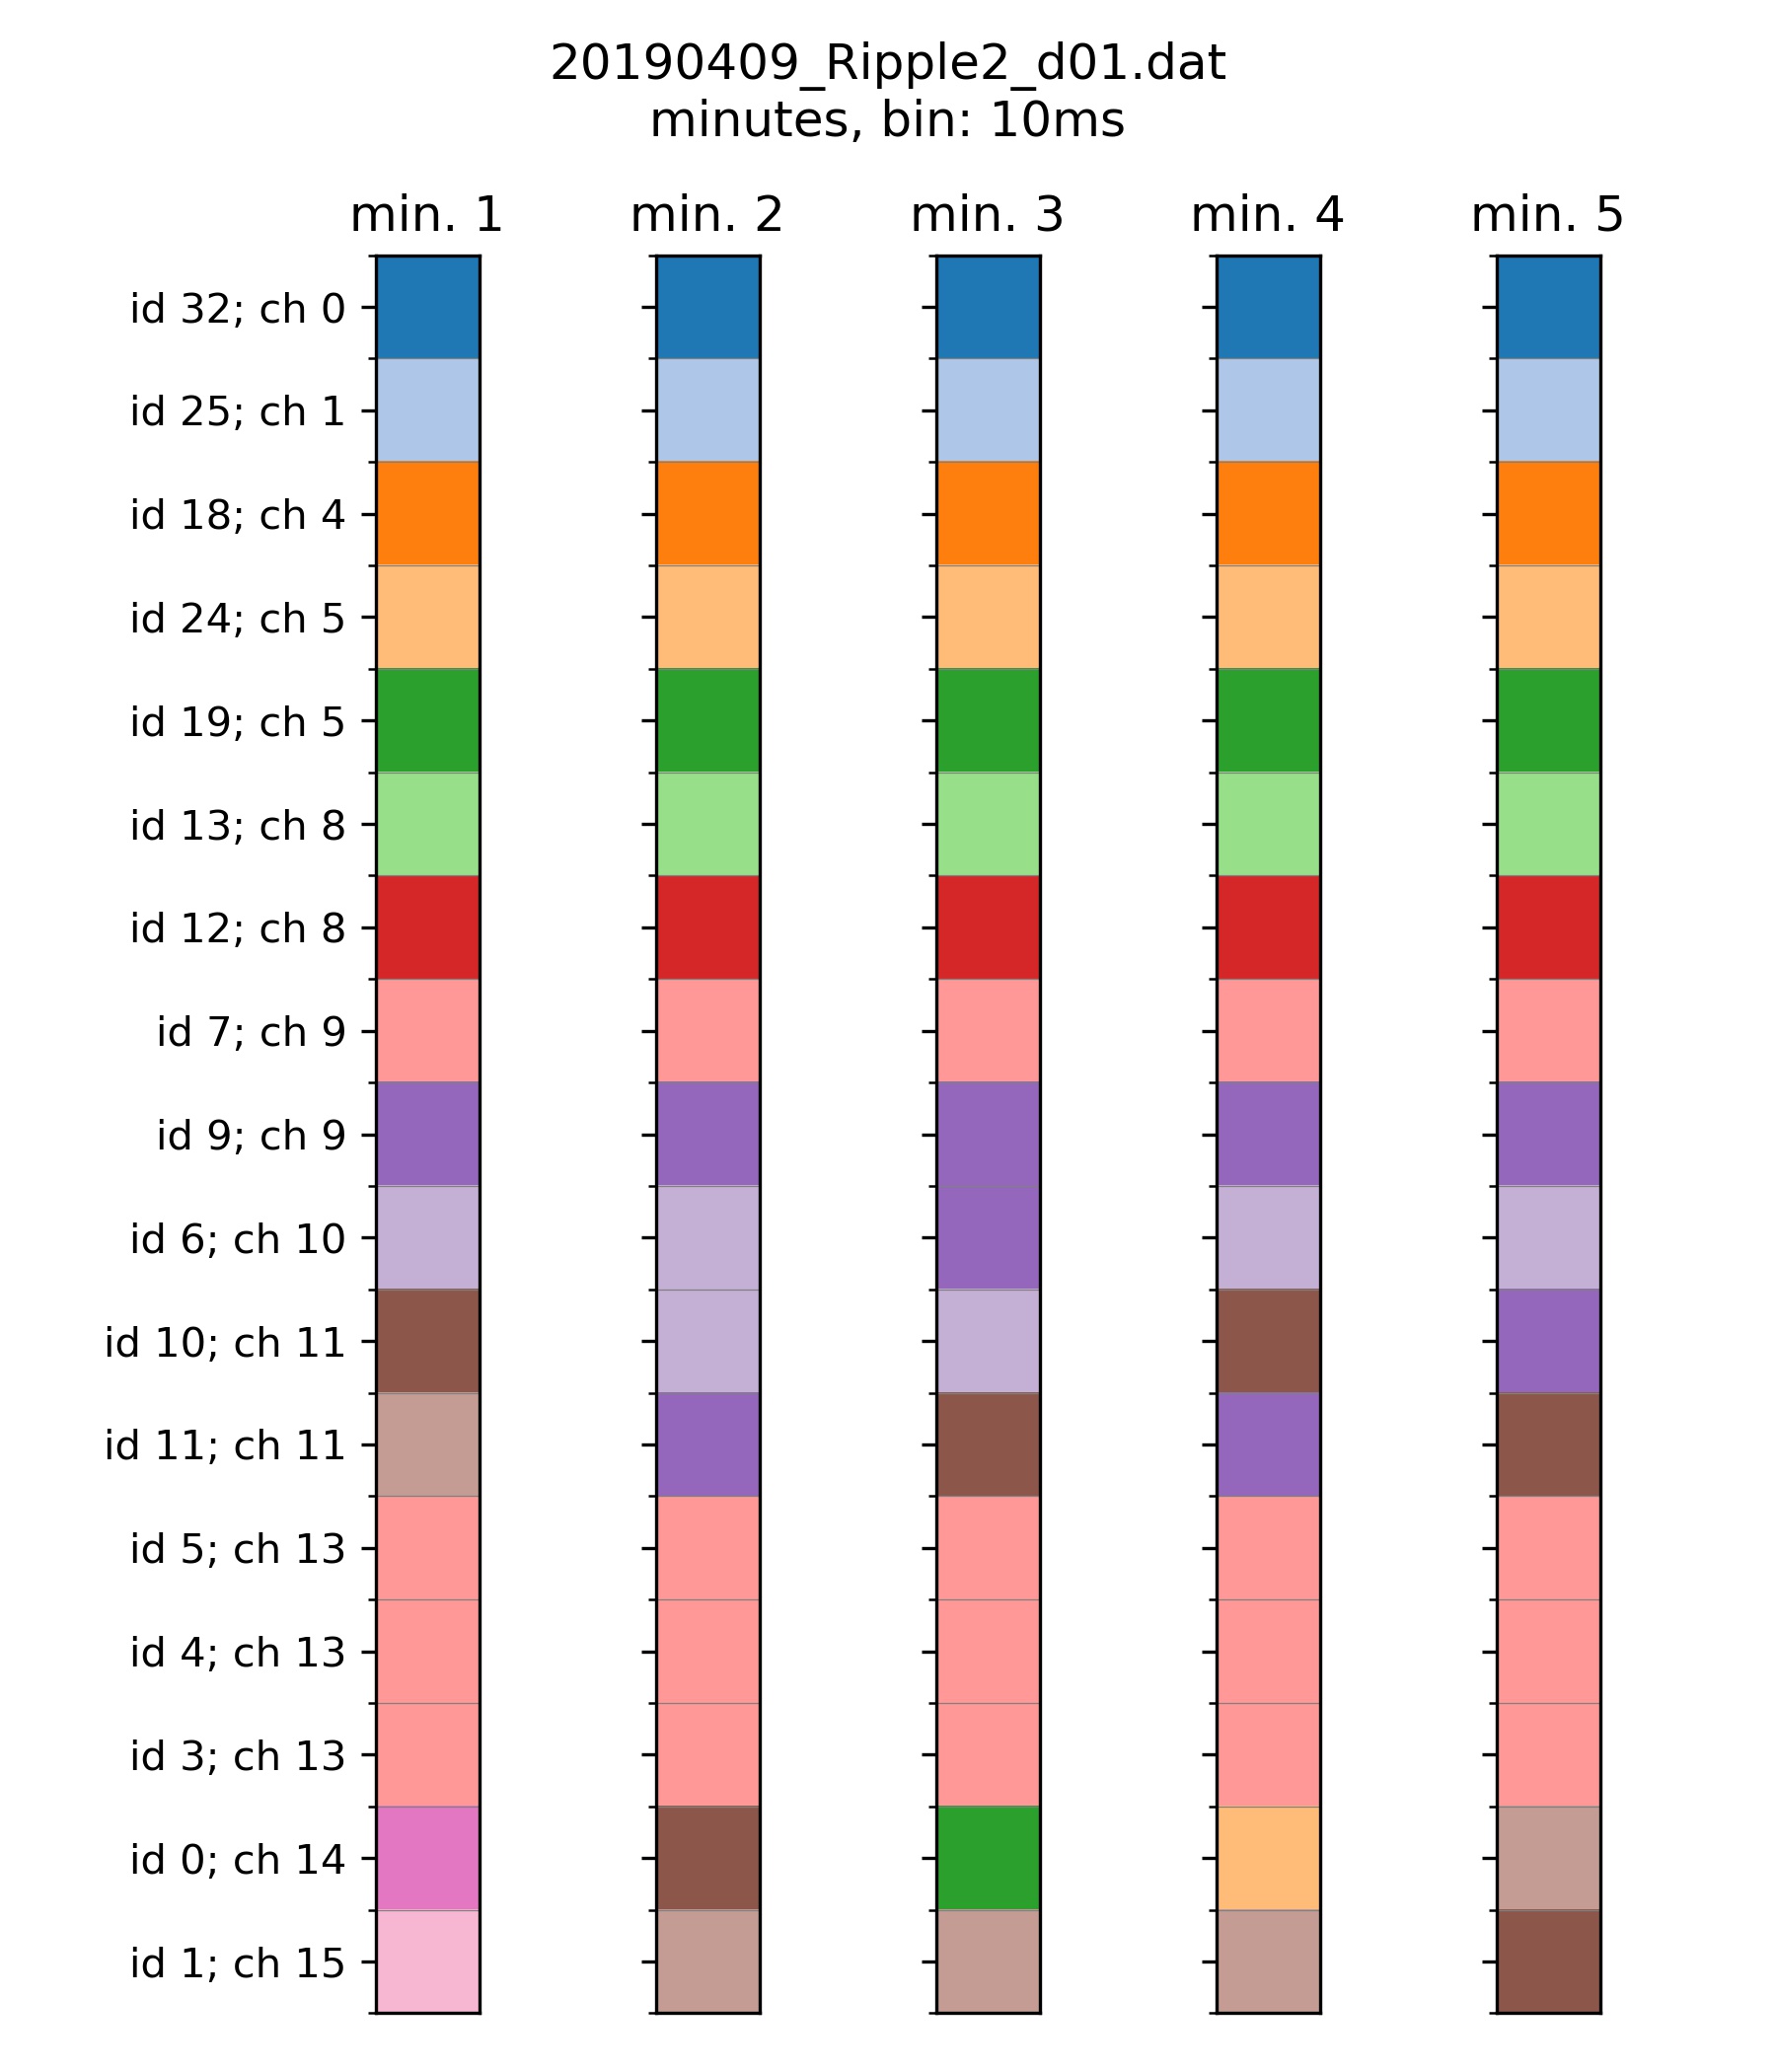 20190409_Ripple2_d01.dat
minutes, bin: 10ms
min. 1 min. 2 min. 3 min. 4 min. 5
id 32; ch 0
id 25; ch 1
id 18; ch 4
id 24; ch 5
id 19; ch 5
id 13; ch 8
id 12; ch 8
id 7; ch 9
id 9; ch 9
id 6; ch 10
id 10; ch 11
id 11; ch 11
id 5; ch 13
id 4; ch 13
id 3; ch 13
id 0; ch 14
id 1; ch 15